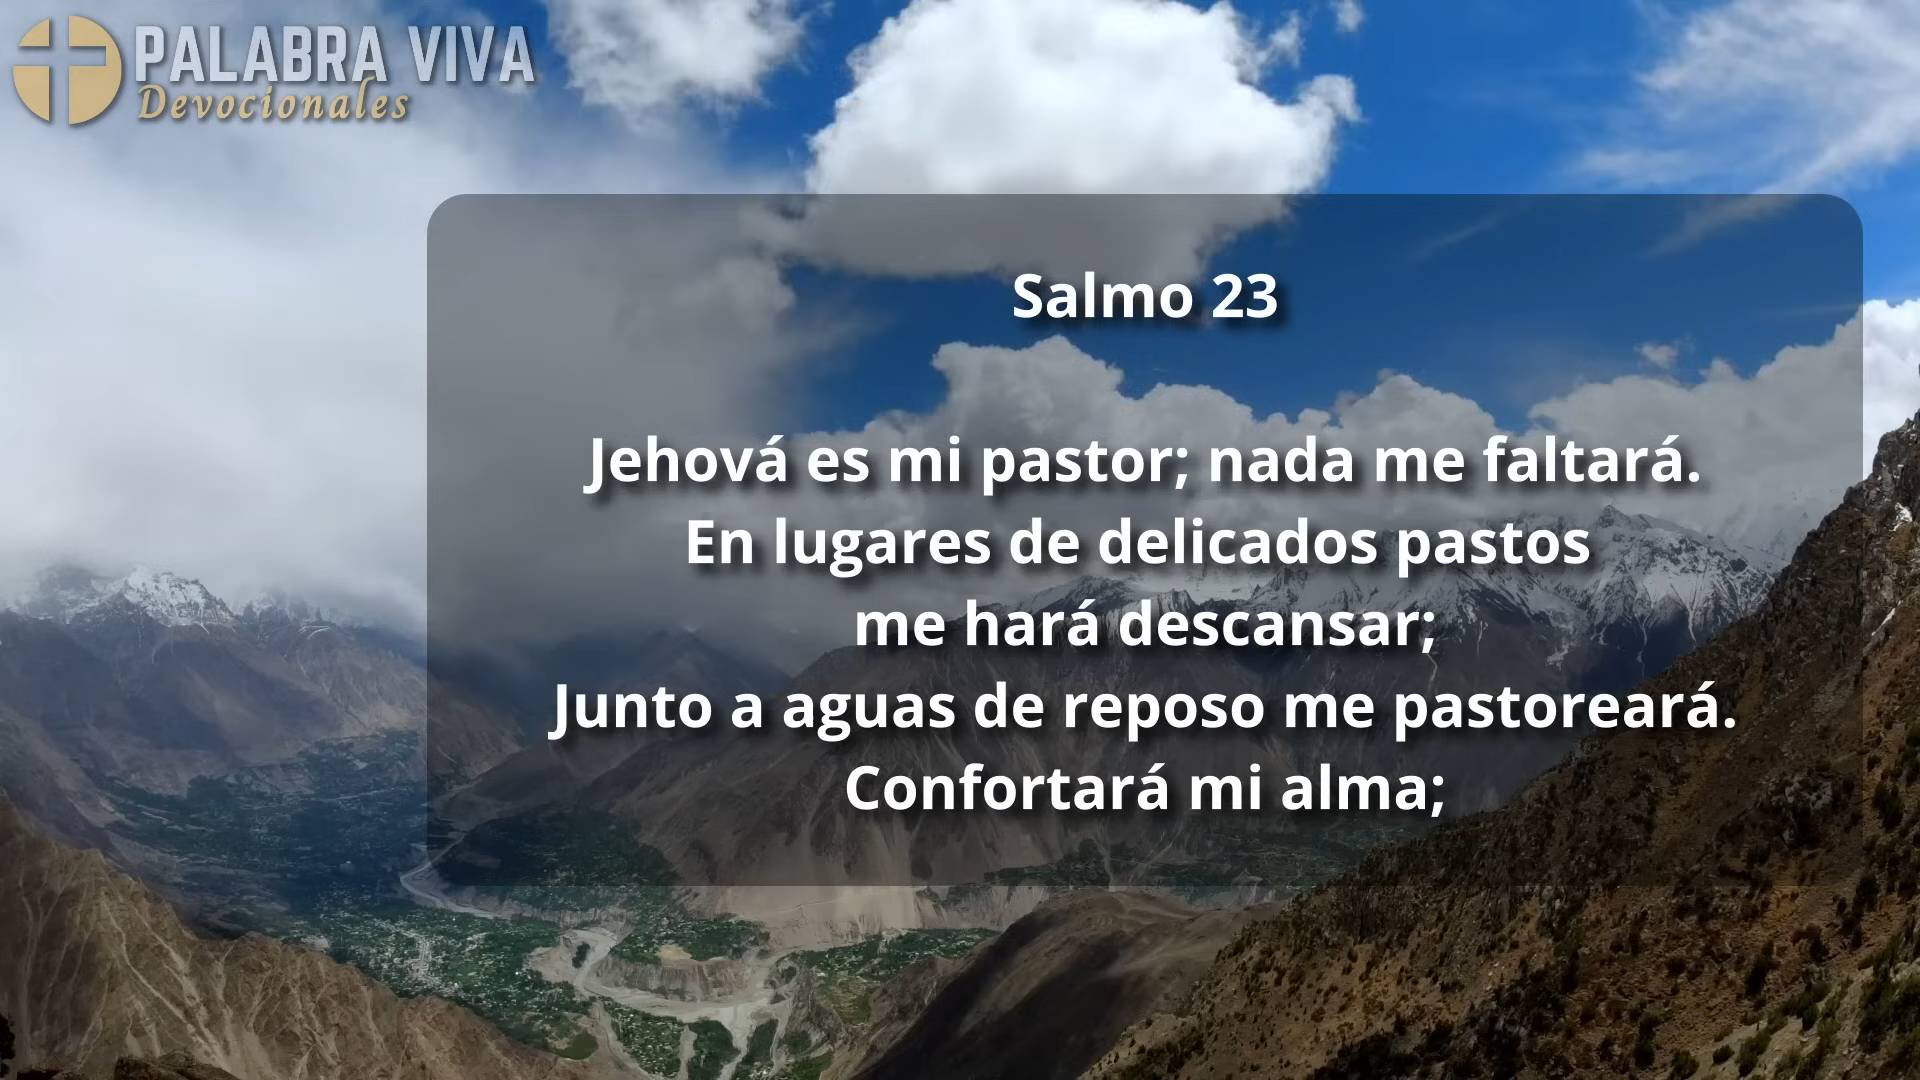 PALABRA VIVA
Devocionales
Salmo 23
Jehová es mi pastor; nada me faltará.
En lugares de delicados pastos
me hará descansar;
Junto a aguas de reposo me pastoreará.
Confortará mi alma;